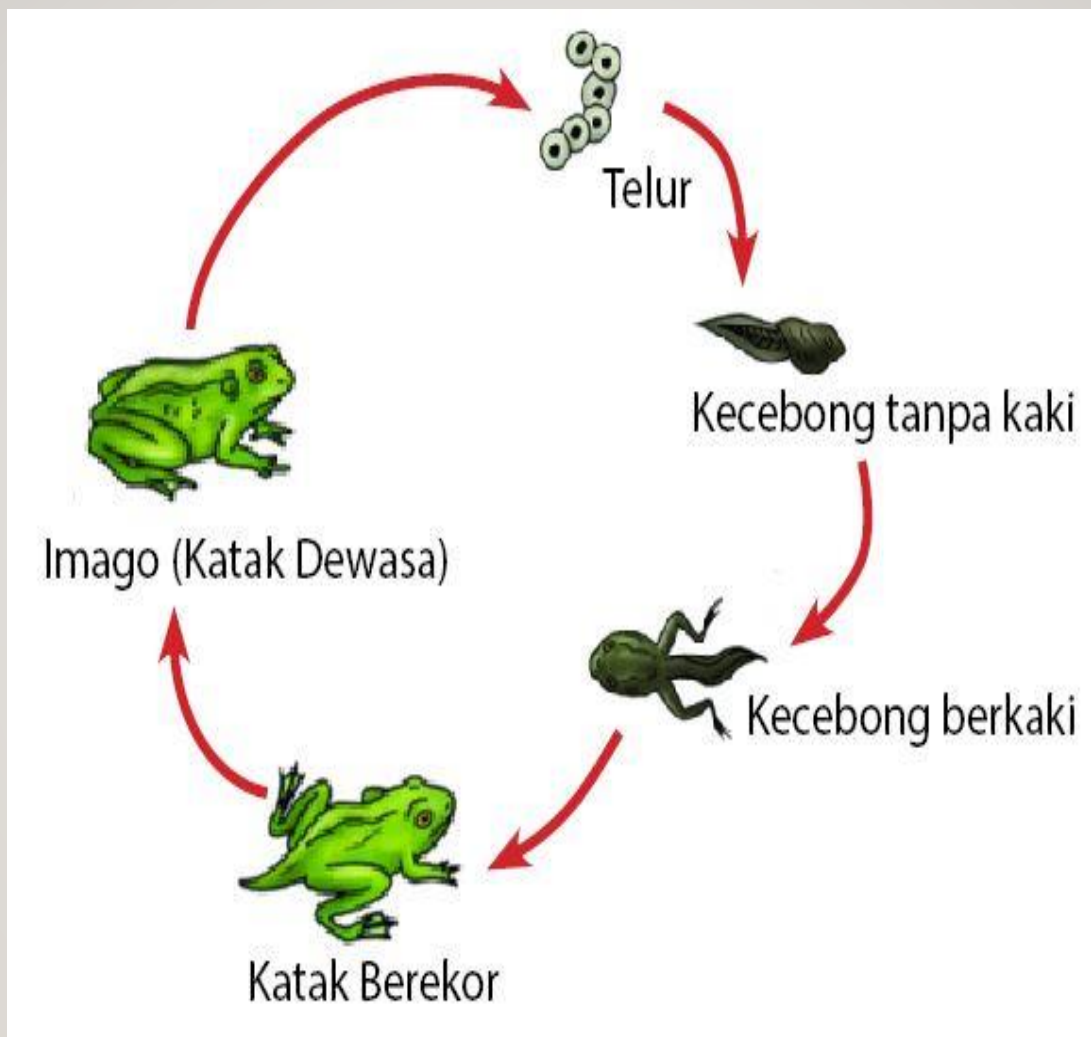 Telur
Kecebong tanpa kaki
Kecebong berkaki
Katak Berekor
Imago (Katak Dewasa)